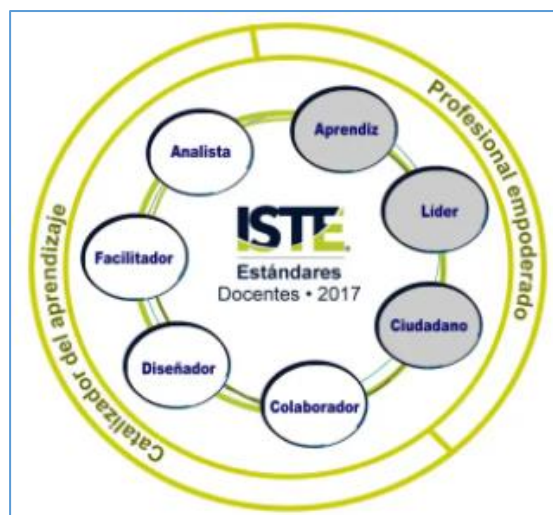 Profesional empoderado
Catalizador del aprendizaje
Aprendiz
Analista
Líder
Facilitador
ISTE®
Estándares
Docentes • 2017
Ciudadano
Diseñador
Colaborador